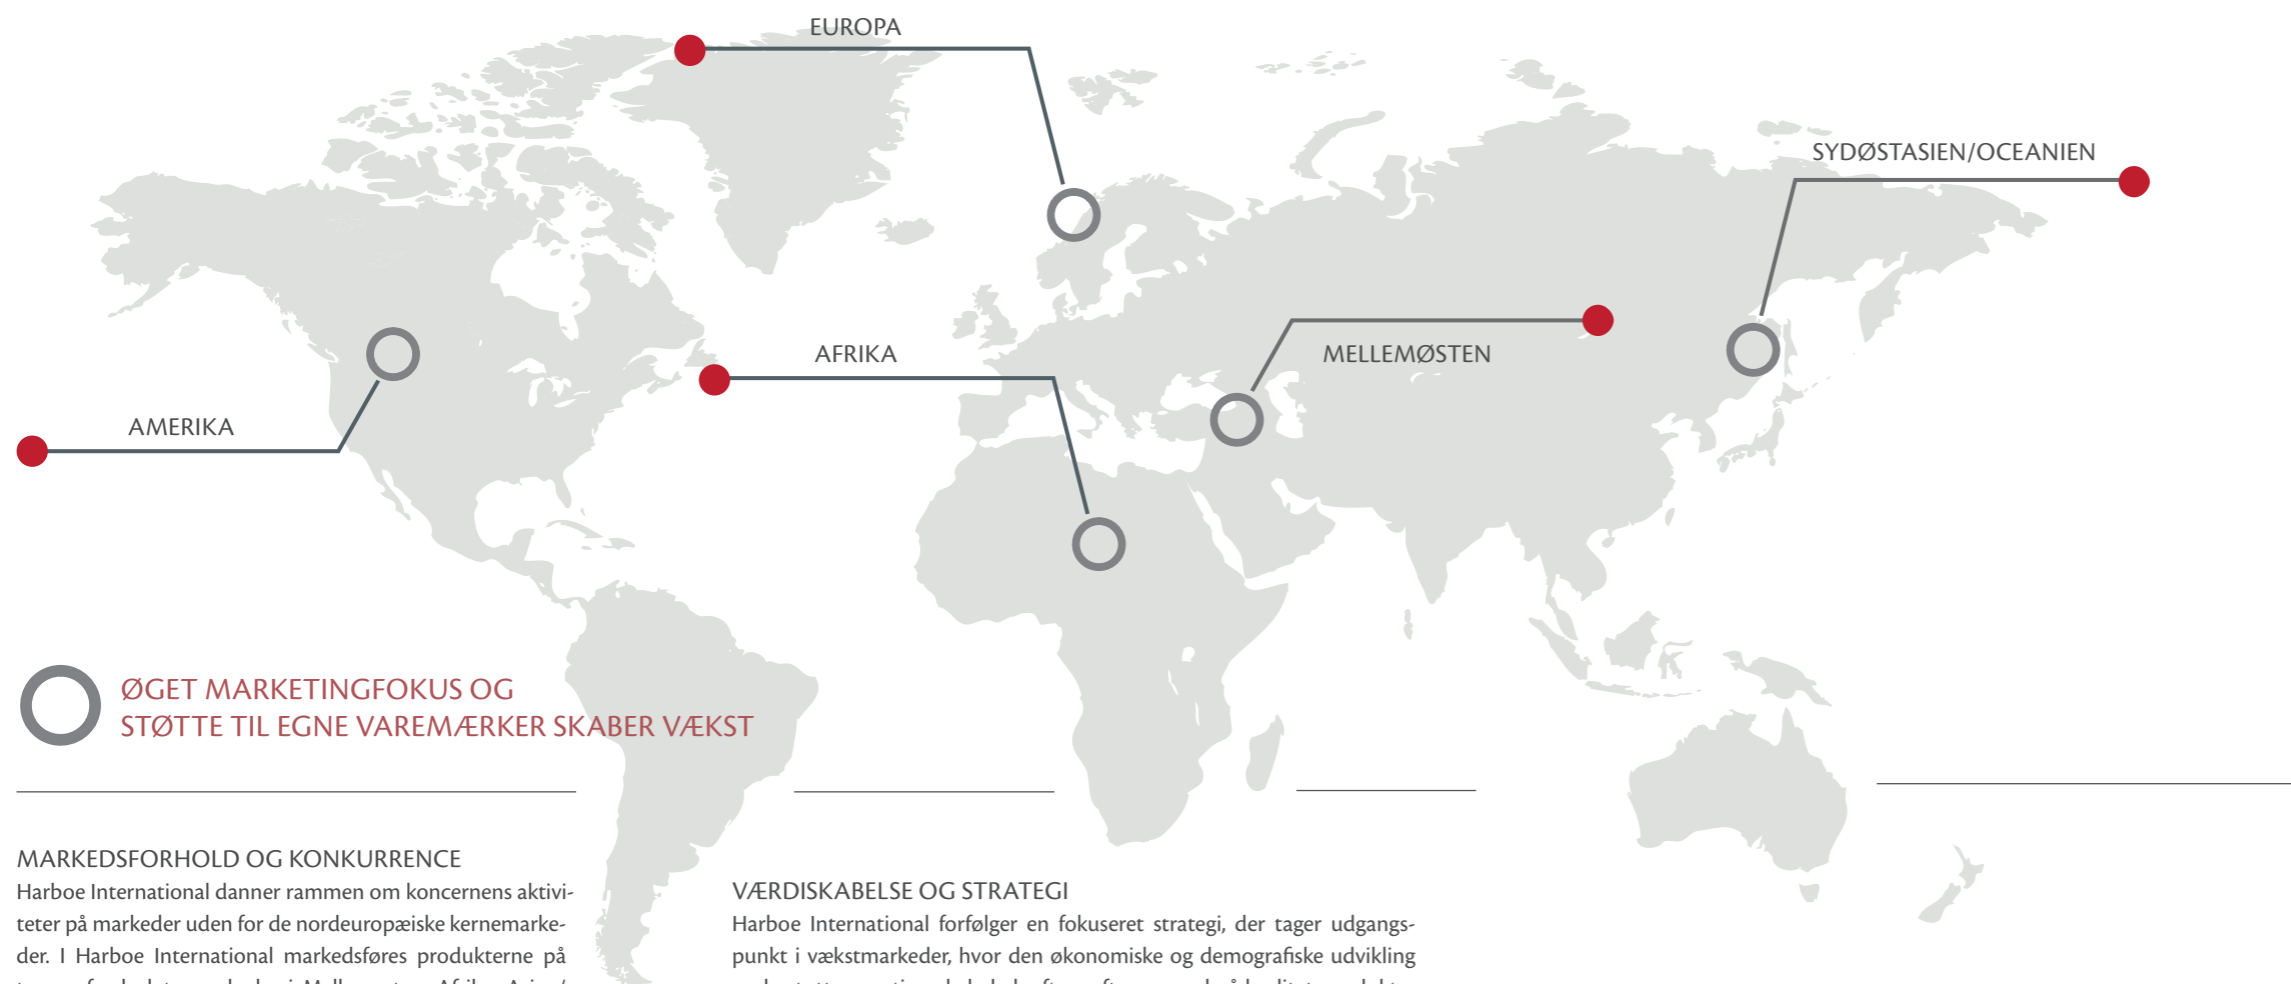 EUROPA
SYDØSTASIEN/OCEANIEN
AFRIKA
MELLEMØSTEN
AMERIKA
ØGET MARKETINGFOKUS OG
STØTTE TIL EGNE VAREMÆRKER SKABER VÆKST
MARKEDSFORHOLD OG KONKURRENCE
Harboe International danner rammen om koncernens aktivi-
teter på markeder uden for de nordeuropæiske kernemarke-
der. I Harboe International markedsføres produkterne på
VÆRDISKABELSE OG STRATEGI
Harboe International forfølger en fokuseret strategi, der tager udgangs-
punkt i vækstmarkeder, hvor den økonomiske og demografiske udvikling